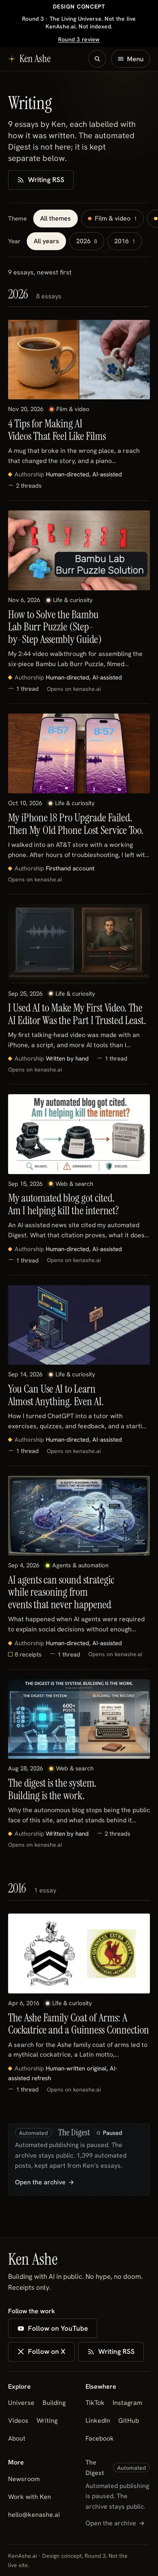 DESIGN CONCEPT
Round 3 · The Living Universe. Not the live
KenAshe.ai. Not indexed.
Round 3 review
Ken Ashe
Menu
Writing
9 essays by Ken, each labelled with
how it was written. The automated
Digest is not here; it is kept
separate below.
Writing RSS
Theme All themes Film & video 1
Year All years 2026 8 2016 1
9 essays, newest first
2026 8 essays
Nov 20, 2026 Film & video
4 Tips for Making AI
Videos That Feel Like Films
A mug that broke in the wrong place, a reach
that changed the story, and a piano…
Authorship Human-directed, AI-assisted
2 threads
Bambu Lab
Burr Puzzle Solution
Nov 6, 2026 Life & curiosity
How to Solve the Bambu
Lab Burr Puzzle (Step-
by-Step Assembly Guide)
My 2:44 video walkthrough for assembling the
six-piece Bambu Lab Burr Puzzle, filmed…
Authorship Human-directed, AI-assisted
1 thread Opens on kenashe.ai
8:57 8:57
Oct 10, 2026 Life & curiosity
My iPhone 18 Pro Upgrade Failed.
Then My Old Phone Lost Service Too.
I walked into an AT&T store with a working
phone. After hours of troubleshooting, I left wit…
Authorship Firsthand account
Opens on kenashe.ai
Sep 25, 2026 Life & curiosity
I Used AI to Make My First Video. The
AI Editor Was the Part I Trusted Least.
My first talking-head video was made with an
iPhone, a script, and more AI tools than I…
Authorship Written by hand 1 thread
Opens on kenashe.ai
My automated blog got cited.
Am I helping kill the internet?
Sep 15, 2026 Web & search
My automated blog got cited.
Am I helping kill the internet?
An AI-assisted news site cited my automated
Digest. What that citation proves, what it does…
Authorship Human-directed, AI-assisted
1 thread Opens on kenashe.ai
Sep 14, 2026 Life & curiosity
You Can Use AI to Learn
Almost Anything. Even AI.
How I turned ChatGPT into a tutor with
exercises, quizzes, and feedback, and a starti…
Authorship Human-directed, AI-assisted
1 thread Opens on kenashe.ai
Sep 4, 2026 Agents & automation
AI agents can sound strategic
while reasoning from
events that never happened
What happened when AI agents were required
to explain social decisions without enough…
Authorship Human-directed, AI-assisted
8 receipts 1 thread Opens on kenashe.ai
THE DIGEST IS THE SYSTEM. BUILDING IS THE WORK.
THE DIGEST: THE SYSTEM
BUILDING: THE RECORD
600+
POSTS
Aug 28, 2026 Web & search
The digest is the system.
Building is the work.
Why the autonomous blog stops being the public
face of this site, and what stands behind it…
Authorship Written by hand 2 threads
Opens on kenashe.ai
2016 1 essay
Apr 6, 2016 Life & curiosity
The Ashe Family Coat of Arms: A
Cockatrice and a Guinness Connection
A search for the Ashe family coat of arms led to
a mythical cockatrice, a Latin motto,…
Authorship Human-written original, AI-
assisted refresh
1 thread Opens on kenashe.ai
Automated The Digest Paused
Automated publishing is paused. The
archive stays public. 1,399 automated
posts, kept apart from Ken's essays.
Open the archive →
Ken Ashe
Building with AI in public. No hype, no doom.
Receipts only.
Follow the work
Follow on YouTube
Follow on X
Writing RSS
Explore
Universe Building
Videos Writing
About
Elsewhere
TikTok Instagram
LinkedIn GitHub
Facebook
More
Newsroom
Work with Ken
hello@kenashe.ai
The
Digest
Automated
Automated publishing
is paused. The
archive stays public.
Open the archive →
KenAshe.ai · Design concept, Round 3. Not the
live site.